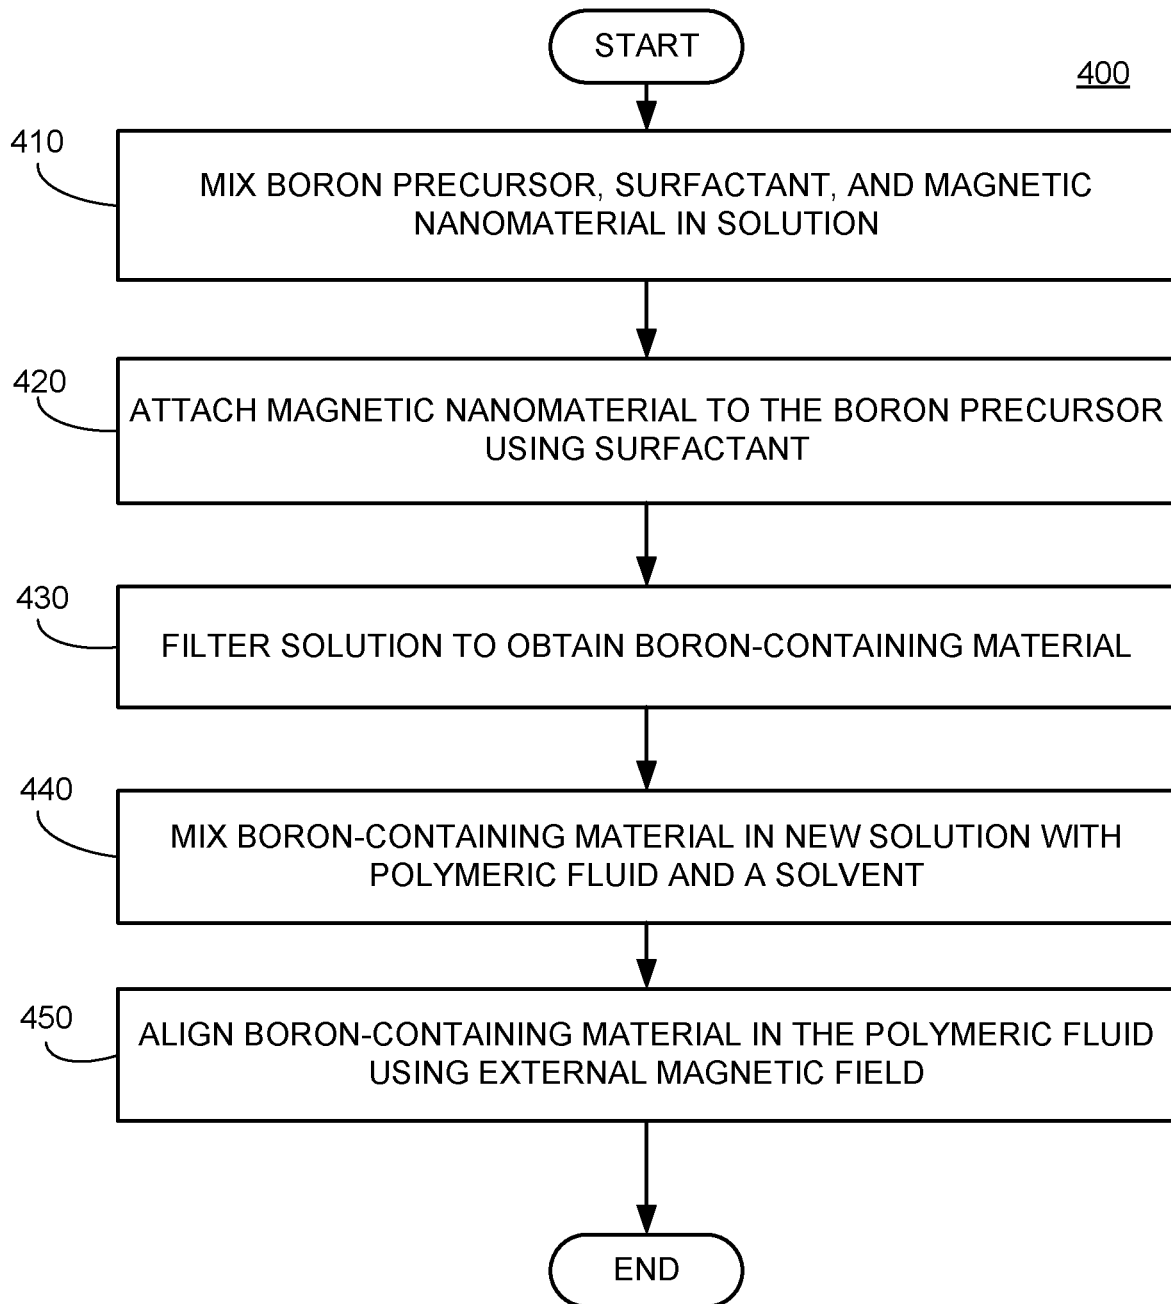 START
400
410
MIX BORON PRECURSOR, SURFACTANT, AND MAGNETIC
NANOMATERIAL IN SOLUTION
420
ATTACH MAGNETIC NANOMATERIAL TO THE BORON PRECURSOR
USING SURFACTANT
430
FILTER SOLUTION TO OBTAIN BORON-CONTAINING MATERIAL
440
MIX BORON-CONTAINING MATERIAL IN NEW SOLUTION WITH
POLYMERIC FLUID AND A SOLVENT
450
ALIGN BORON-CONTAINING MATERIAL IN THE POLYMERIC FLUID
USING EXTERNAL MAGNETIC FIELD
END